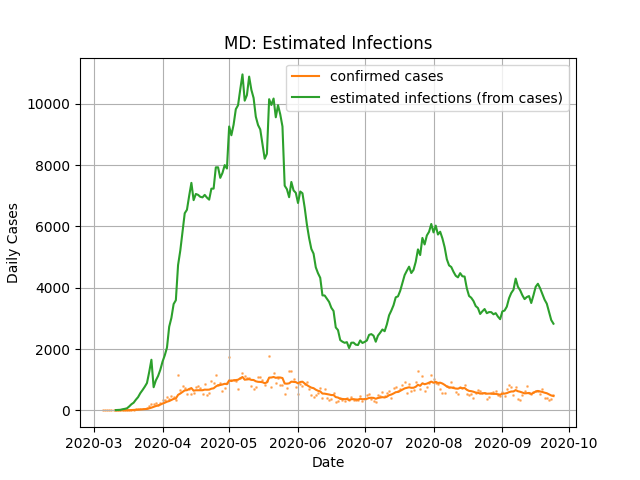 MD: Estimated Infections
confirmed cases
estimated infections (from cases)
10000
8000
6000
4000
2000
0
Daily Cases
2020-03 2020-04 2020-05 2020-06 2020-07 2020-08 2020-09 2020-10
Date